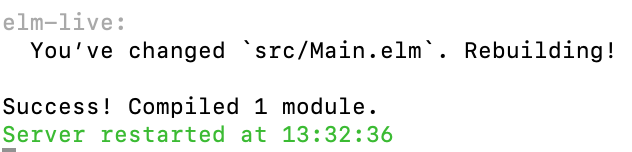 elm-live:
You’ve changed `src/Main.elm`. Rebuilding!
Success! Compiled 1 module.
Server restarted at 13:32:36